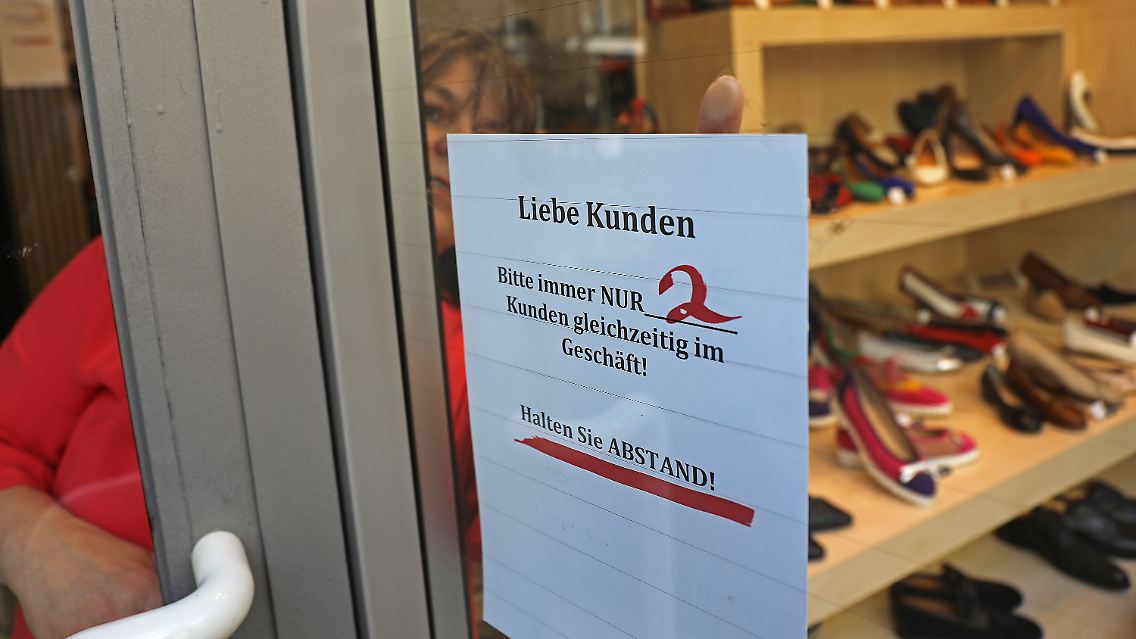 Liebe Kunden
Bitte immer NUR 2
Kunden gleichzeitig im
Geschäft!
Halten Sie ABSTAND!